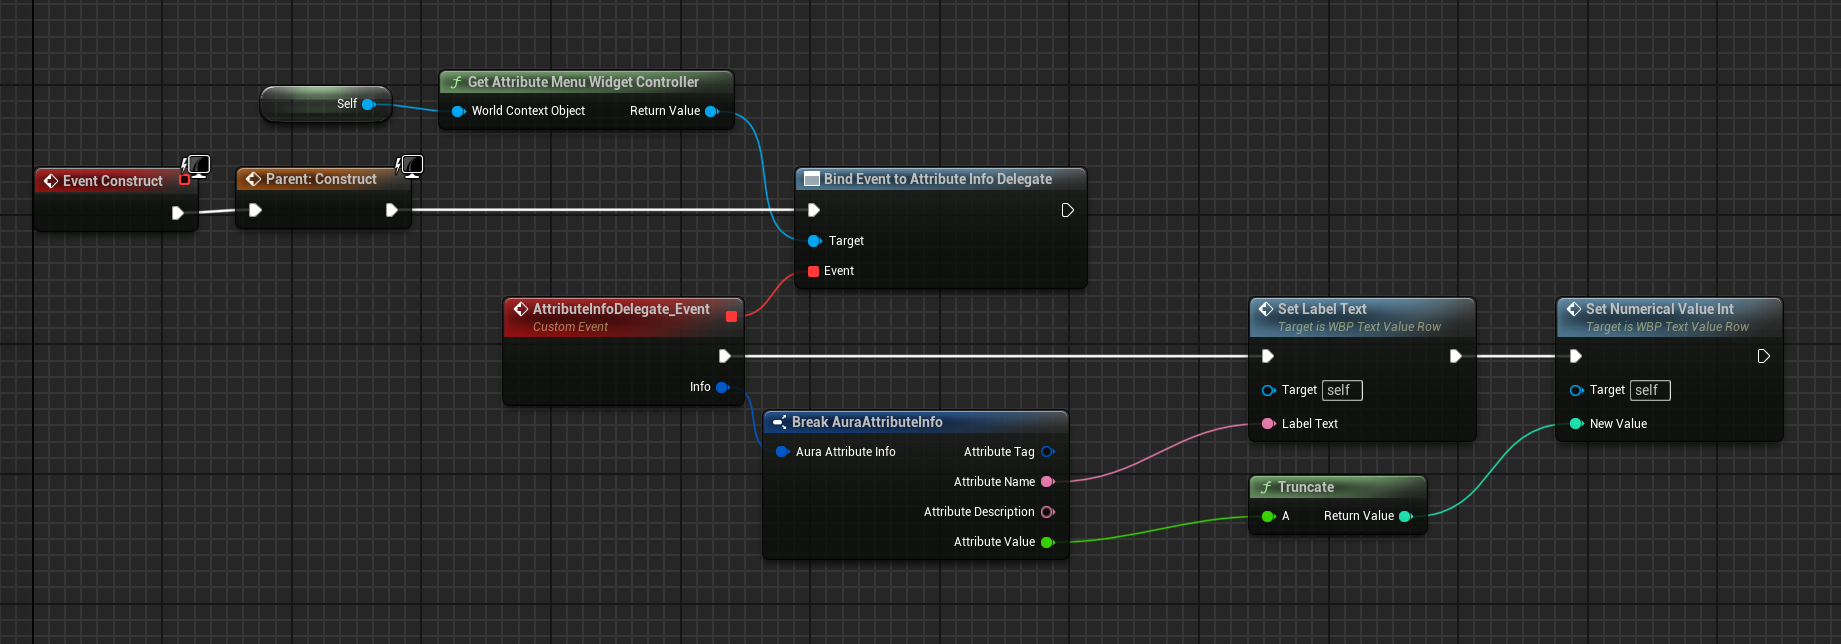 Get Attribute Menu Widget Controller
Self
World Context Object Return Value
Event Construct
Parent: Construct
Bind Event to Attribute Info Delegate
Target
Event
AttributeInfoDelegate_Event
Custom Event
Info
Set Label Text
Target is WBP Text Value Row
Target self
Label Text
Set Numerical Value Int
Target is WBP Text Value Row
Target self
New Value
Break AuraAttributeInfo
Aura Attribute Info Attribute Tag
Attribute Name
Attribute Description
Attribute Value
Truncate
A Return Value